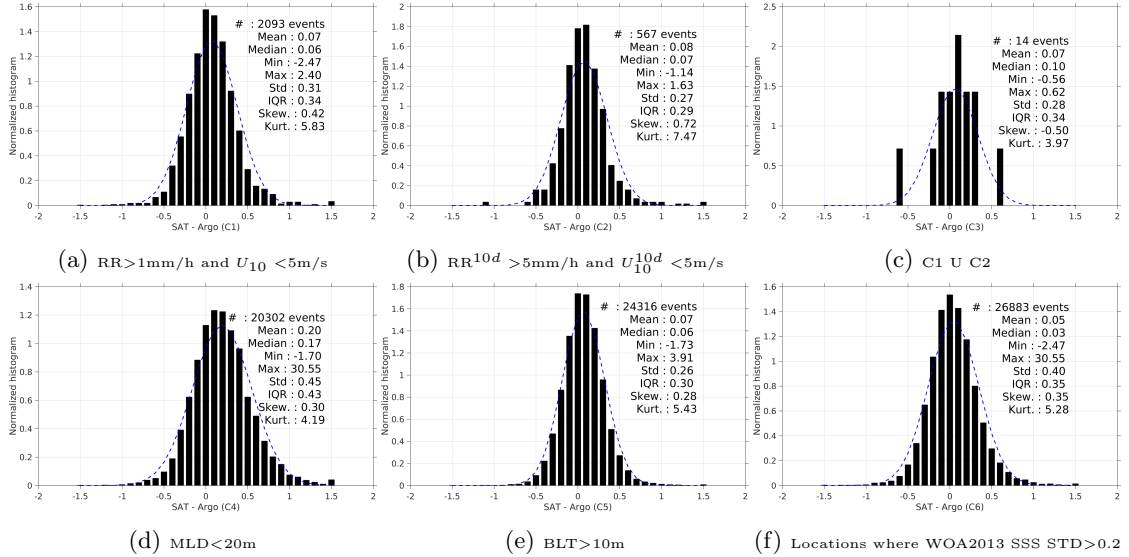 # : 2093 events
Mean : 0.07
Median : 0.06
Min : -2.47
Max : 2.40
Std : 0.31
IQR : 0.34
Skew. : 0.42
Kurt. : 5.83
Normalized histogram
0
0.2
0.4
0.6
0.8
1
1.2
1.4
1.6
-2
-1.5
-1
-0.5
0
0.5
1
1.5
2
SAT - Argo (C1)
(a) RR>1mm/h and U10 <5m/s
# : 567 events
Mean : 0.08
Median : 0.07
Min : -1.14
Max : 1.63
Std : 0.27
IQR : 0.29
Skew. : 0.72
Kurt. : 7.47
Normalized histogram
0
0.2
0.4
0.6
0.8
1
1.2
1.4
1.6
1.8
2
-2
-1.5
-1
-0.5
0
0.5
1
1.5
2
SAT - Argo (C2)
(b) RR^10d >5mm/h and U10^10d <5m/s
# : 14 events
Mean : 0.07
Median : 0.10
Min : -0.56
Max : 0.62
Std : 0.28
IQR : 0.34
Skew. : -0.50
Kurt. : 3.97
Normalized histogram
0
0.5
1
1.5
2
2.5
-2
-1.5
-1
-0.5
0
0.5
1
1.5
2
SAT - Argo (C3)
(c) C1 U C2
# : 20302 events
Mean : 0.20
Median : 0.17
Min : -1.70
Max : 30.55
Std : 0.45
IQR : 0.43
Skew. : 0.30
Kurt. : 4.19
Normalized histogram
0
0.2
0.4
0.6
0.8
1
1.2
1.4
-2
-1.5
-1
-0.5
0
0.5
1
1.5
2
SAT - Argo (C4)
(d) MLD<20m
# : 24316 events
Mean : 0.07
Median : 0.06
Min : -1.73
Max : 3.91
Std : 0.26
IQR : 0.30
Skew. : 0.28
Kurt. : 5.43
Normalized histogram
0
0.2
0.4
0.6
0.8
1
1.2
1.4
1.6
1.8
-2
-1.5
-1
-0.5
0
0.5
1
1.5
2
SAT - Argo (C5)
(e) BLT>10m
# : 26883 events
Mean : 0.05
Median : 0.03
Min : -2.47
Max : 30.55
Std : 0.40
IQR : 0.35
Skew. : 0.35
Kurt. : 5.28
Normalized histogram
0
0.2
0.4
0.6
0.8
1
1.2
1.4
1.6
-2
-1.5
-1
-0.5
0
0.5
1
1.5
2
SAT - Argo (C6)
(f) Locations where WOA2013 SSS STD>0.2